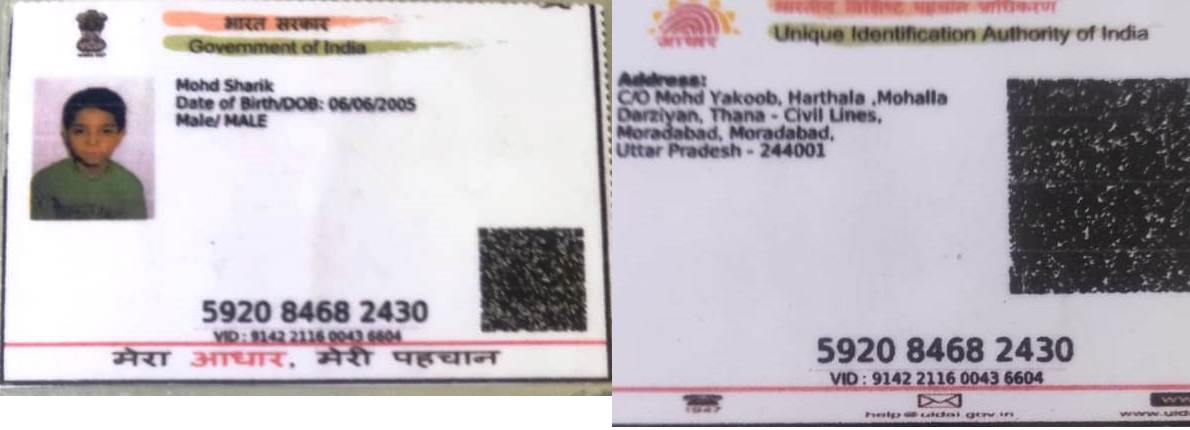 भारत सरकार
Government of India
Mohd Sharik
Date of Birth/DOB: 06/06/2005
Male/ MALE
5920 8468 2430
VID : 9142 2116 0043 6604
मेरा आधार, मेरी पहचान
भारतीय विशिष्ट पहचान प्राधिकरण
आधार
Unique Identification Authority of India
Address:
C/O Mohd Yakoob, Harthala ,Mohalla
Darziyan, Thana - Civil Lines,
Moradabad, Moradabad,
Uttar Pradesh - 244001
5920 8468 2430
VID : 9142 2116 0043 6604
1947
help@uidai.gov.in